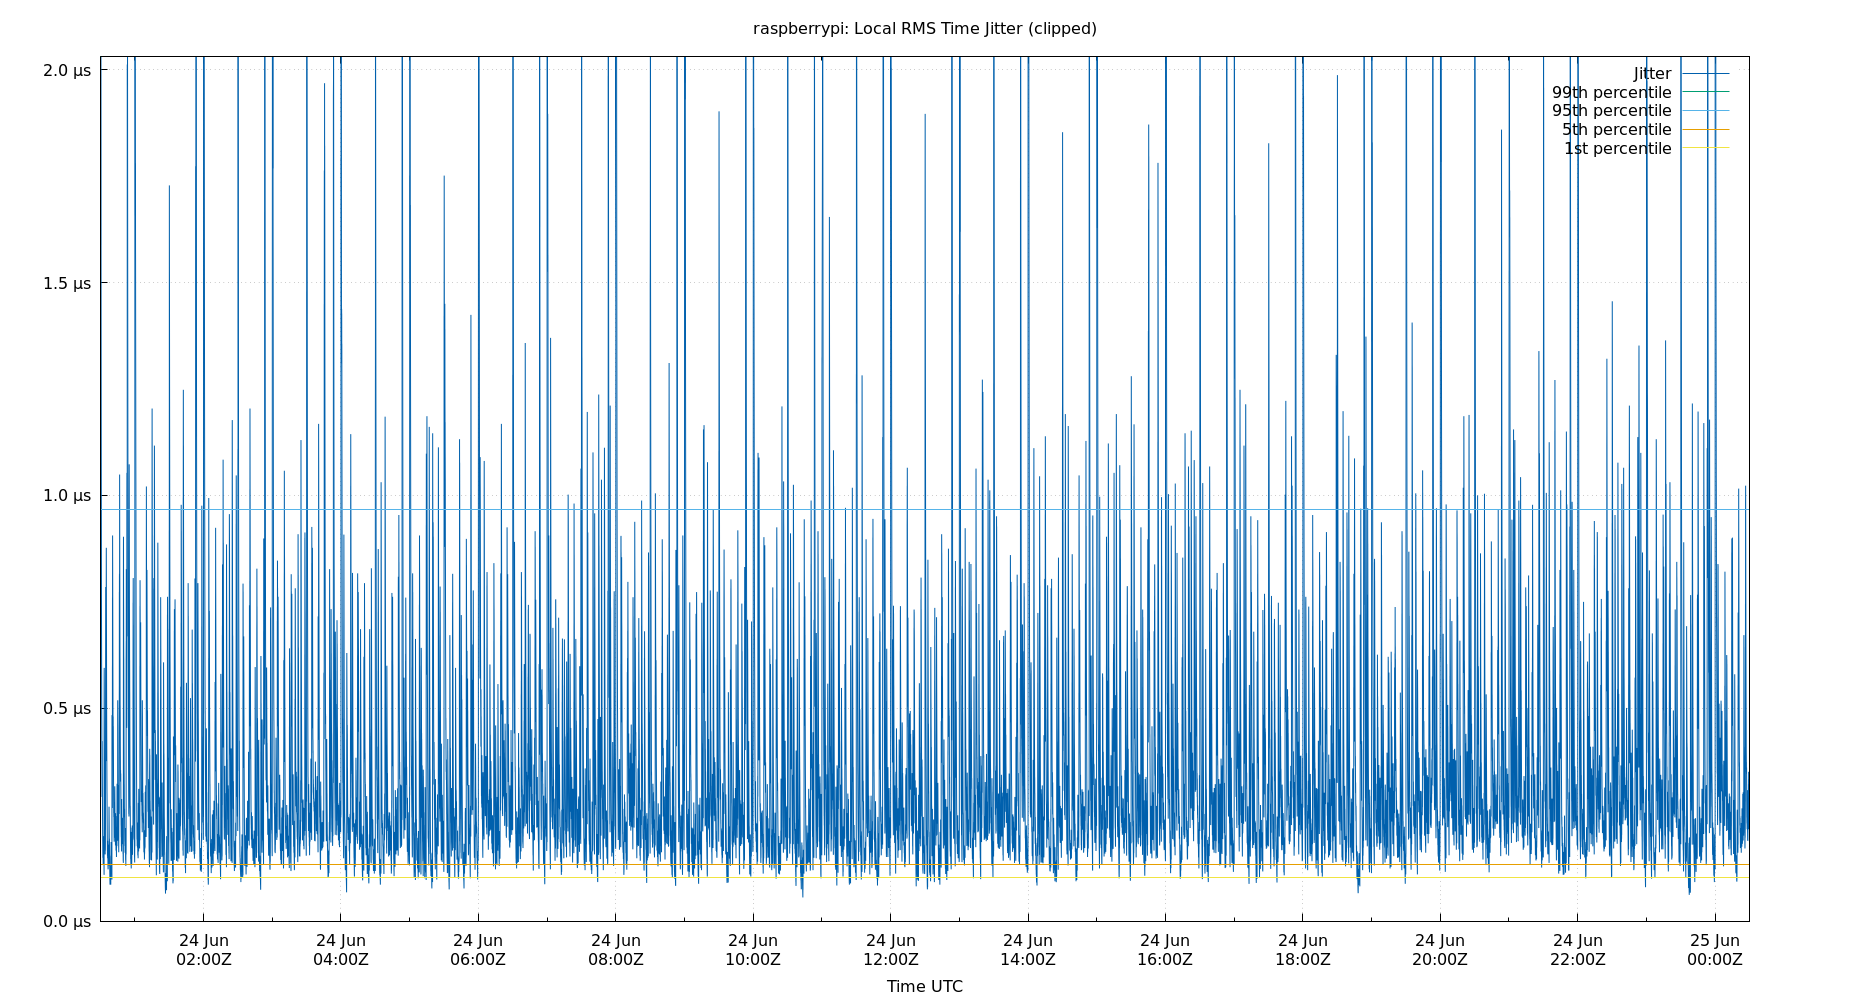 raspberrypi: Local RMS Time Jitter (clipped)
2.0 µs
1.5 µs
1.0 µs
0.5 µs
0.0 µs
Jitter
99th percentile
95th percentile
5th percentile
1st percentile
24 Jun 24 Jun 24 Jun 24 Jun 24 Jun 24 Jun 24 Jun 24 Jun 24 Jun 24 Jun 24 Jun 25 Jun
02:00Z 04:00Z 06:00Z 08:00Z 10:00Z 12:00Z 14:00Z 16:00Z 18:00Z 20:00Z 22:00Z 00:00Z
Time UTC